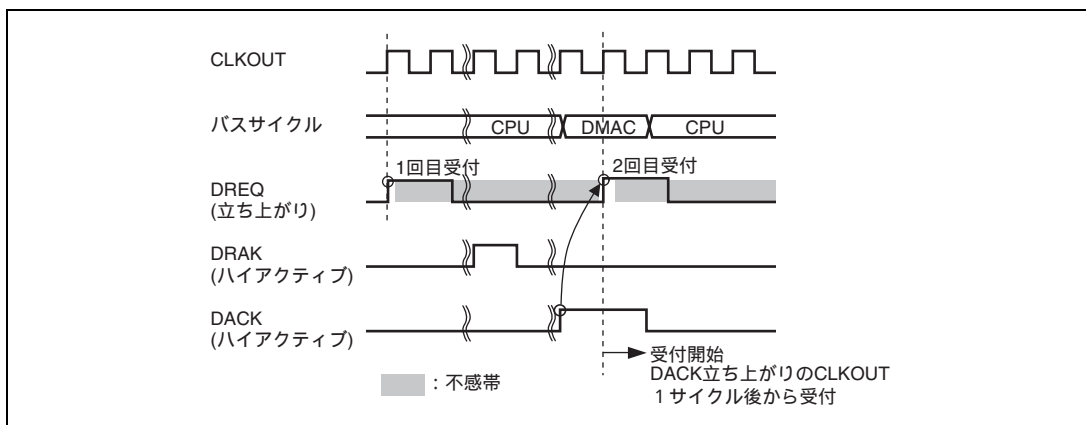 CLKOUT
バスサイクル
CPU
DMAC
CPU
1回目受付
2回目受付
DREQ
(立ち上がり)
DRAK
(ハイアクティブ)
DACK
(ハイアクティブ)
受付開始
DACK立ち上がりのCLKOUT
1サイクル後から受付
:不感帯